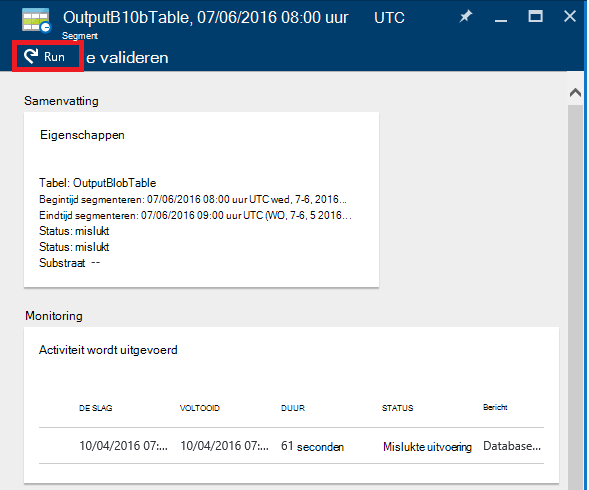 OutputB10bTable, 07/06/2016 08:00 uur UTC
Segment
Run e valideren
Samenvatting
Eigenschappen
Tabel: OutputBlobTable
Begintijd segmenteren: 07/06/2016 08:00 uur UTC wed, 7-6, 2016...
Eindtijd segmenteren: 07/06/2016 09:00 uur UTC (WO, 7-6, 5 2016...
Status: mislukt
Status: mislukt
Substraat --
Monitoring
Activiteit wordt uitgevoerd
DE SLAG VOLTOOID DUUR STATUS Bericht
10/04/2016 07:... 10/04/2016 07:... 61 seconden Mislukte uitvoering Database...